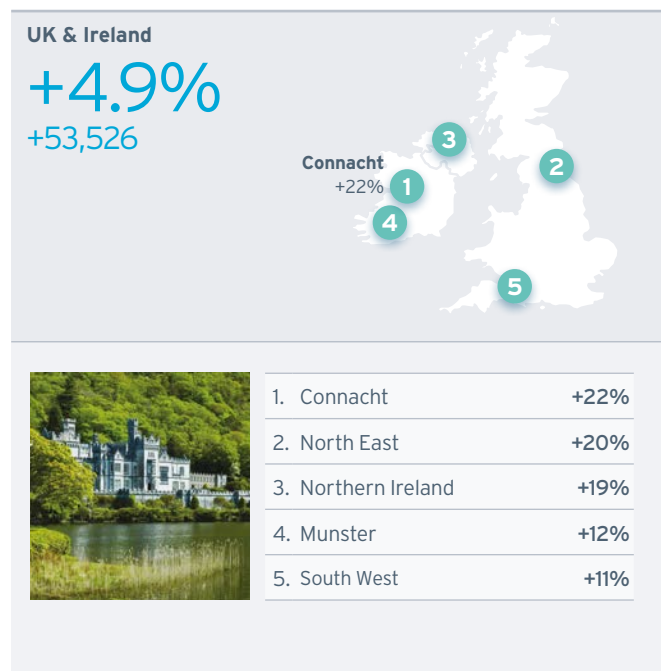 UK & Ireland
+4.9%
+53,526
Connacht
+22%
1
2
3
4
5
1. Connacht +22%
2. North East +20%
3. Northern Ireland +19%
4. Munster +12%
5. South West +11%